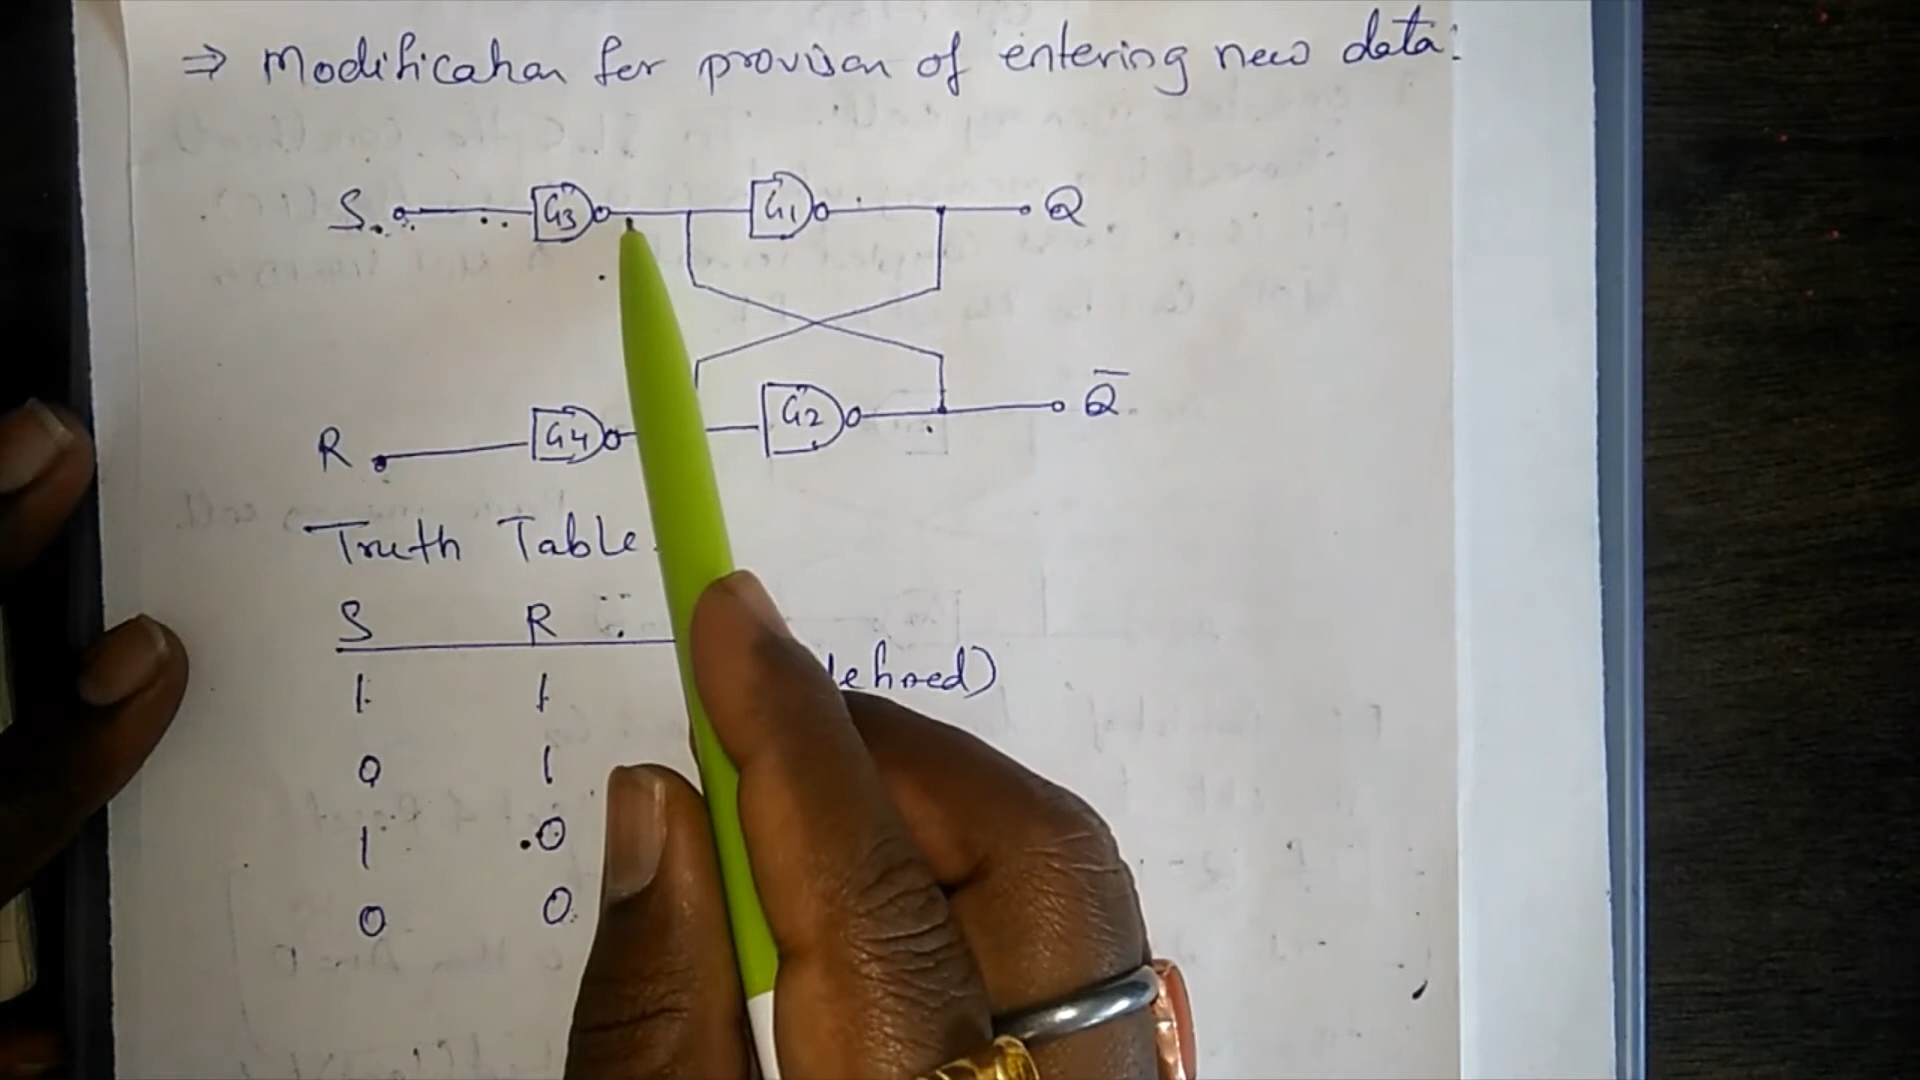 ⇒ Modification for provision of entering new data:
S G3 G1 Q
R G4 G2 Q̅
Truth Table
S R
1 1
0 1
1 0
0 0